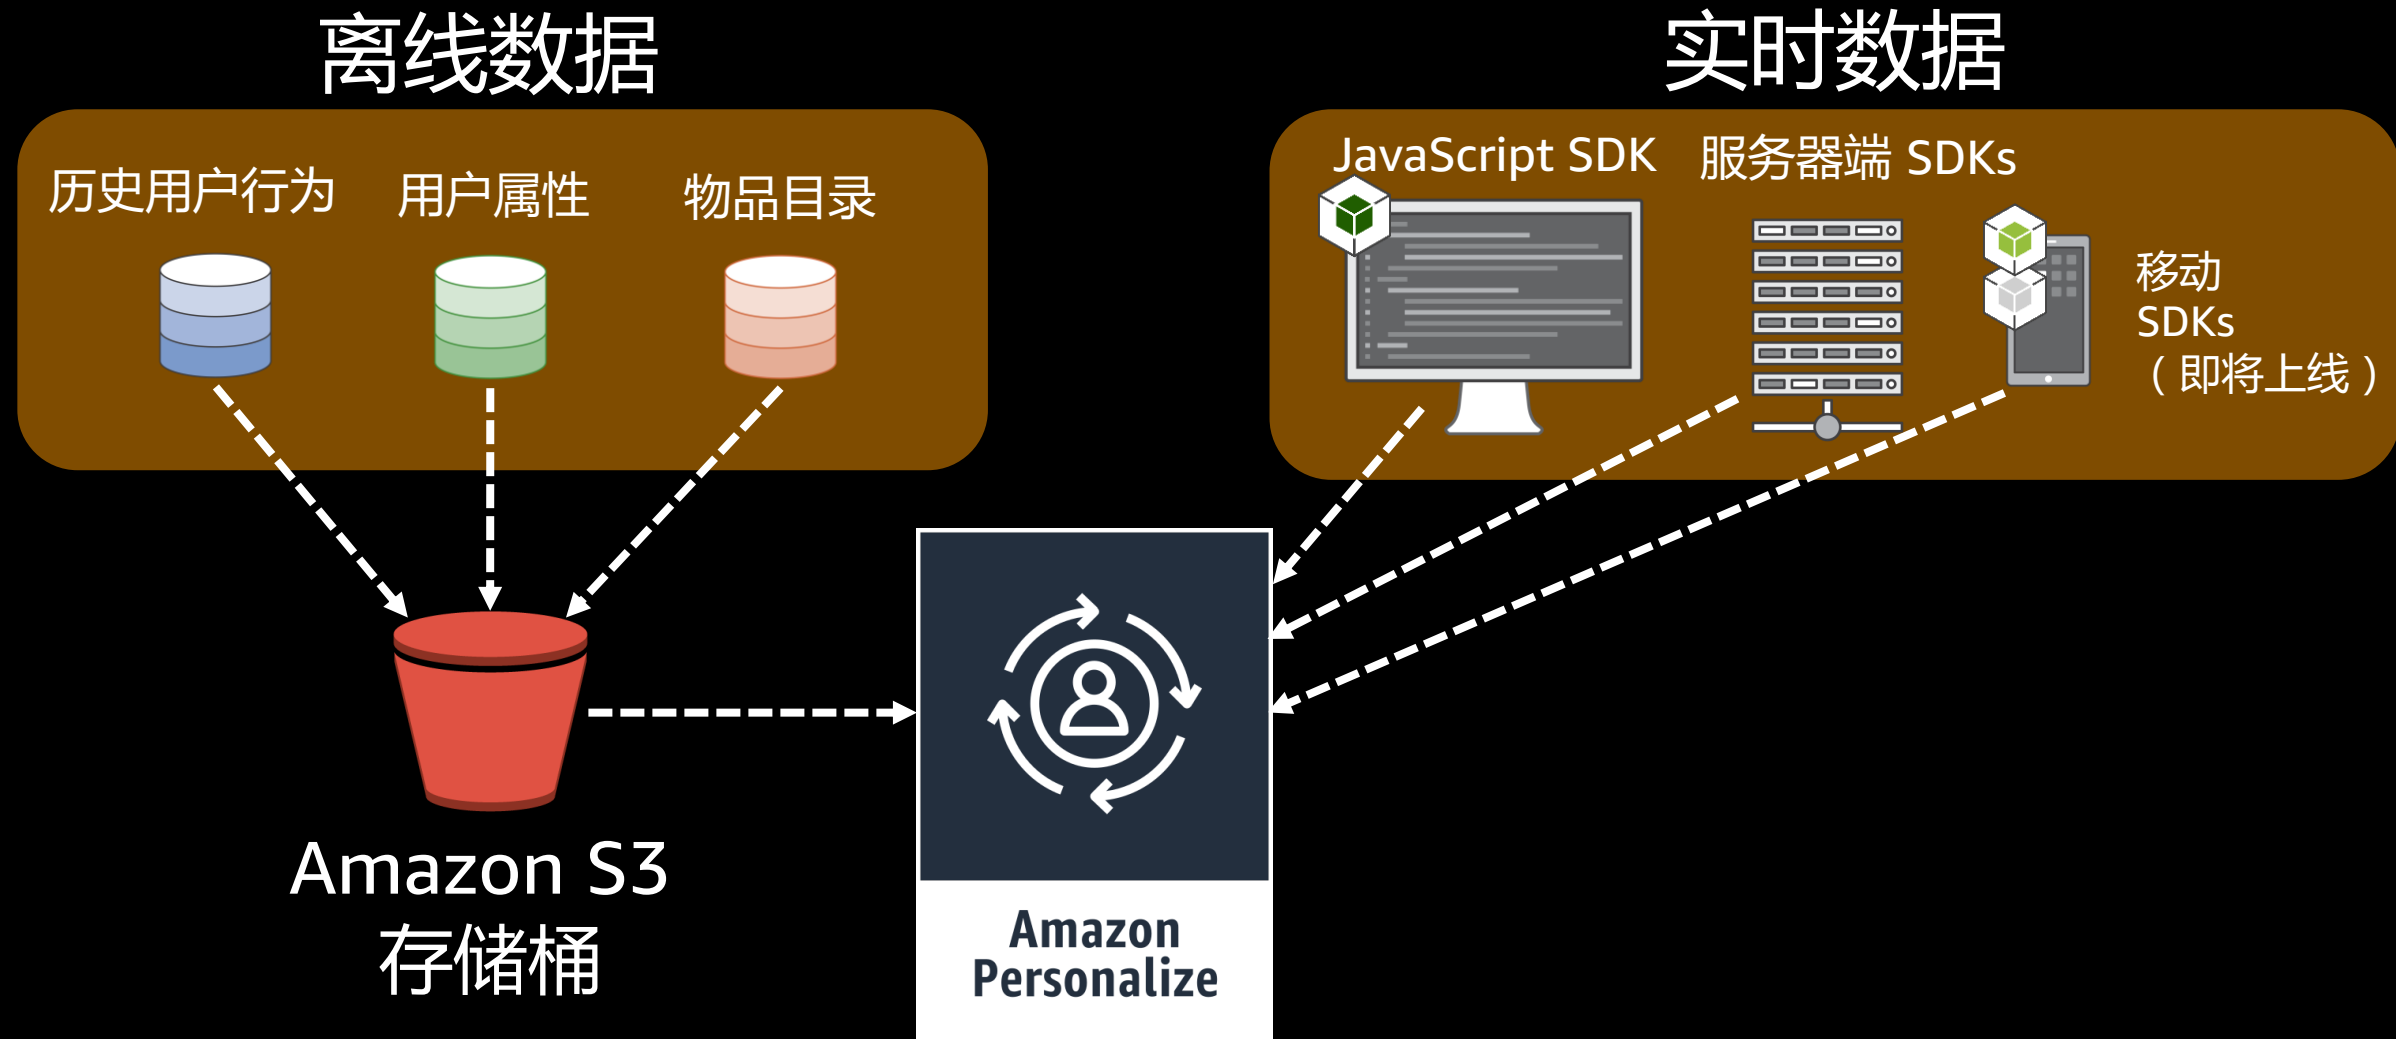 离线数据
实时数据
历史用户行为
用户属性
物品目录
JavaScript SDK
服务器端 SDKs
移动
SDKs
（即将上线）
Amazon S3
存储桶
Amazon
Personalize